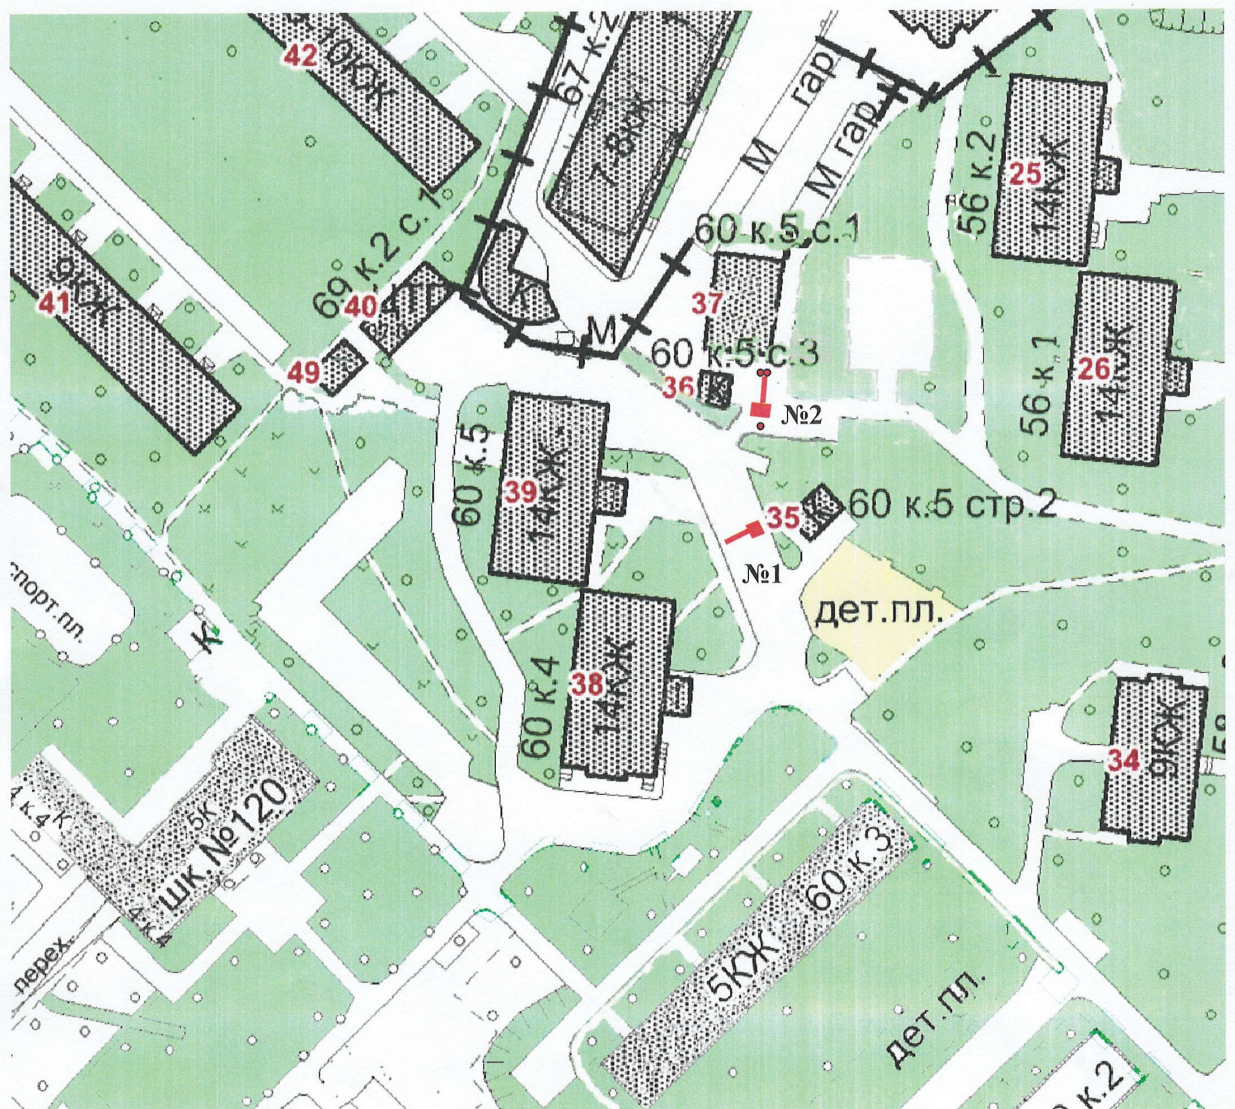 42
10КЖ
67 к.2
7-8кж
М гар.
М гар.
56 к.2
25
14КЖ
69 к.2 с.1
40
41
9КЖ
К
60 к.5 с.1
37
М
60 к.5 с.3
36
К
49
№2
56 к.1
26
14КЖ
60 к.5
39
14КЖ
35
К
60 к.5 стр.2
№1
дет.пл.
спорт.пл.
К
60 к.4
38
14КЖ
34
9КЖ
58
4 к.4
К
5К
шк. №120
4 к.4
перех.
60 к.3
5КЖ
дет.пл.
к.2